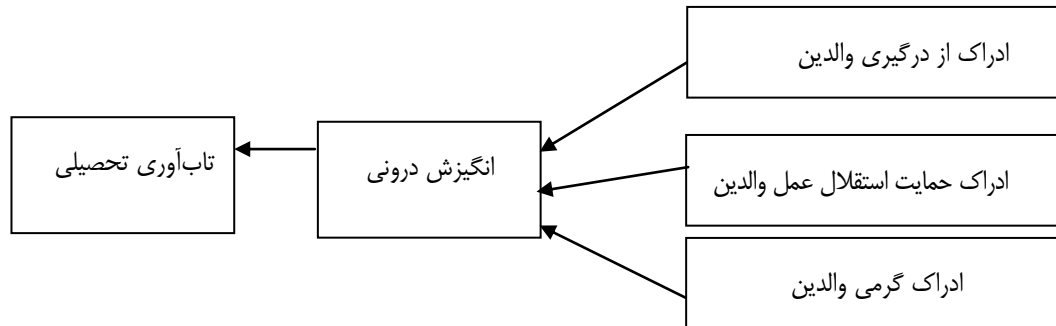 ادراک از درگیری والدین
ادراک حمایت استقلال عمل والدین
ادراک گرمی والدین
انگیزش درونی
تاب‌آوری تحصیلی